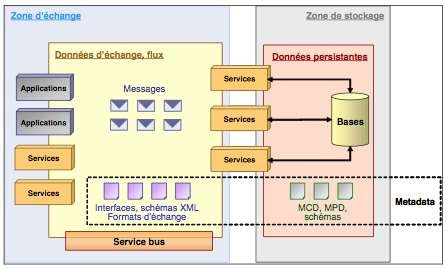 Zone d'échange
Zone de stockage
Données d'échange, flux
Données persistantes
Applications
Messages
Services
Applications
Services
Bases
Services
Services
Services
Interfaces, schémas XML
Formats d'échange
MCD, MPD,
schémas
Metadata
Service bus